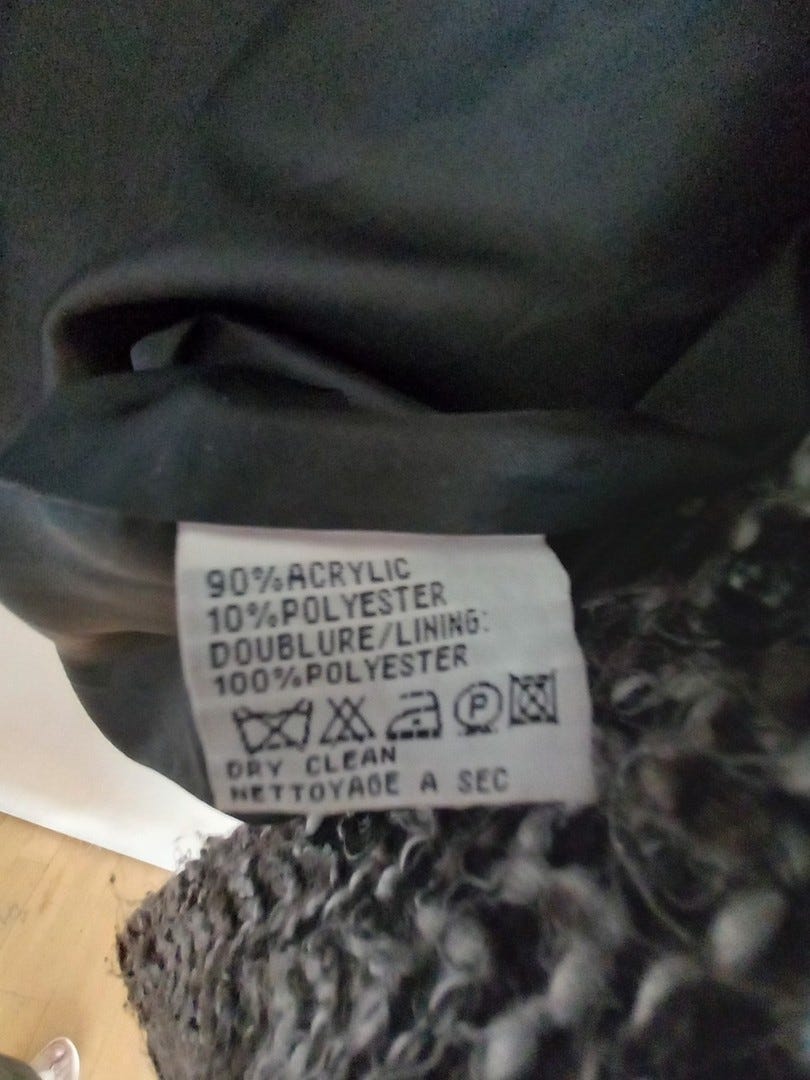 90%ACRYLIC
10%POLYESTER
DOUBLURE/LINING:
100%POLYESTER
P
DRY CLEAN
NETTOYAGE A SEC